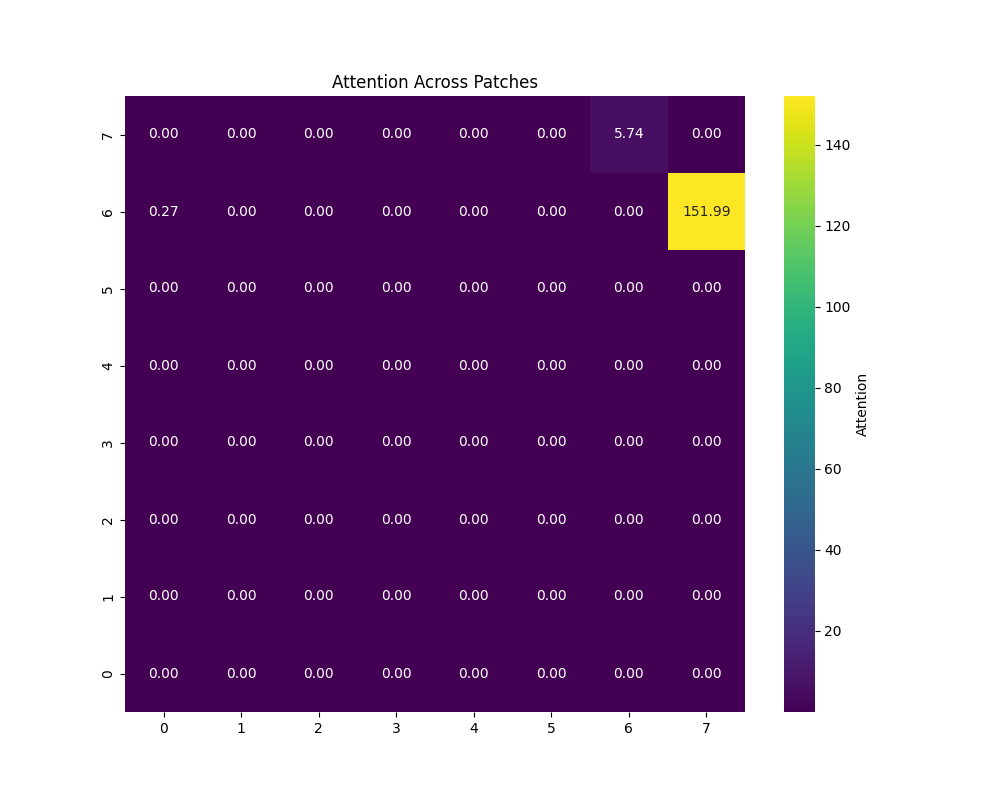 Attention Across Patches
7 0.00 0.00 0.00 0.00 0.00 0.00 5.74 0.00
6 0.27 0.00 0.00 0.00 0.00 0.00 0.00 151.99
5 0.00 0.00 0.00 0.00 0.00 0.00 0.00 0.00
4 0.00 0.00 0.00 0.00 0.00 0.00 0.00 0.00
3 0.00 0.00 0.00 0.00 0.00 0.00 0.00 0.00
2 0.00 0.00 0.00 0.00 0.00 0.00 0.00 0.00
1 0.00 0.00 0.00 0.00 0.00 0.00 0.00 0.00
0 0.00 0.00 0.00 0.00 0.00 0.00 0.00 0.00
0 1 2 3 4 5 6 7
140
120
100
80
60
40
20
Attention